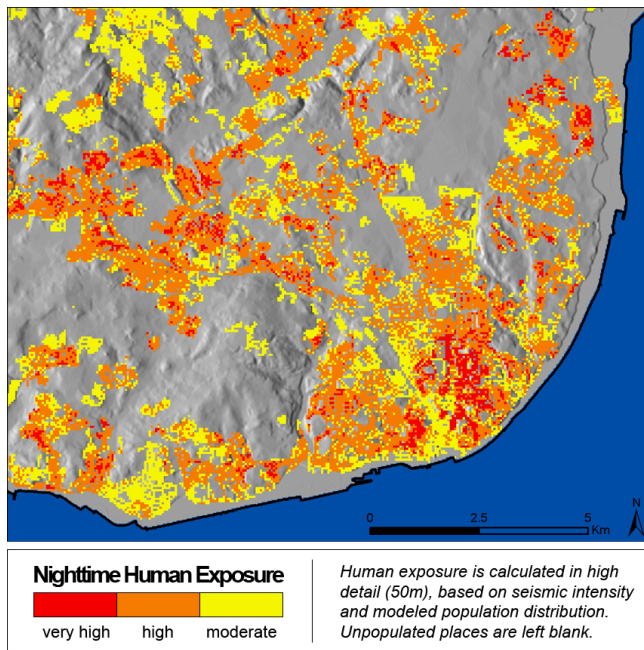 N
0 2.5 5
Km
Nighttime Human Exposure
very high high moderate
Human exposure is calculated in high
detail (50m), based on seismic intensity
and modeled population distribution.
Unpopulated places are left blank.